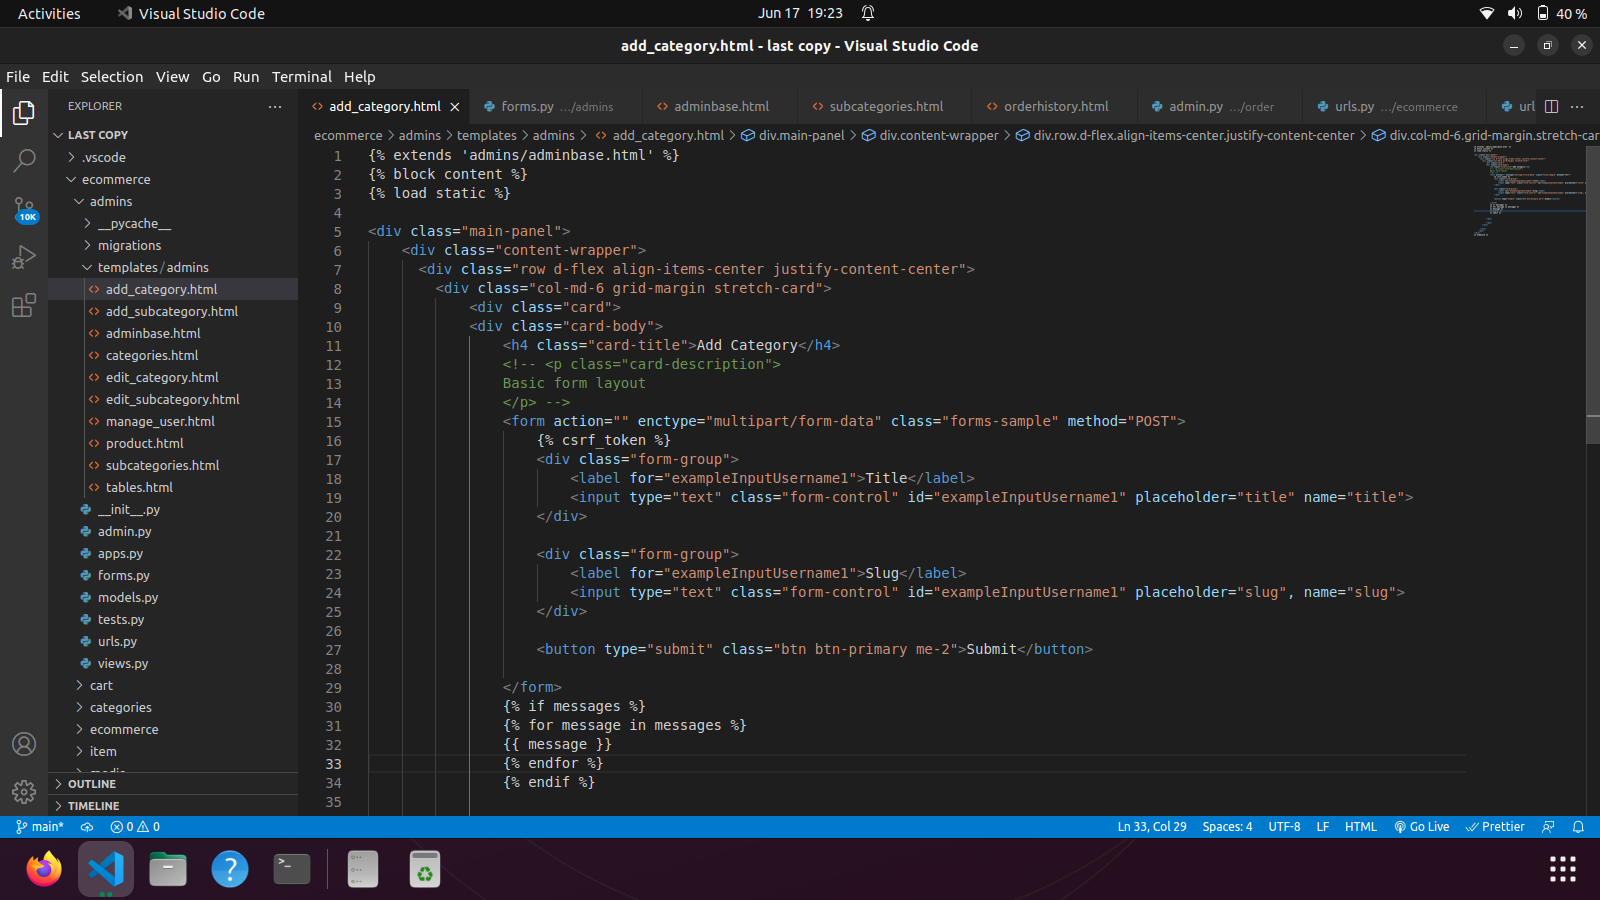 Activities
Visual Studio Code
Jun 17 19:23
40 %
add_category.html - last copy - Visual Studio Code
File Edit Selection View Go Run Terminal Help
EXPLORER
LAST COPY
.vscode
ecommerce
admins
__pycache__
migrations
templates / admins
add_category.html
add_subcategory.html
adminbase.html
categories.html
edit_category.html
edit_subcategory.html
manage_user.html
product.html
subcategories.html
tables.html
__init__.py
admin.py
apps.py
forms.py
models.py
tests.py
urls.py
views.py
cart
categories
ecommerce
item
OUTLINE
TIMELINE
10K
add_category.html
forms.py .../admins
adminbase.html
subcategories.html
orderhistory.html
admin.py .../order
urls.py .../ecommerce
url
ecommerce > admins > templates > admins > add_category.html > div.main-panel > div.content-wrapper > div.row.d-flex.align-items-center.justify-content-center > div.col-md-6.grid-margin.stretch-car
1 {% extends 'admins/adminbase.html' %}
2 {% block content %}
3 {% load static %}
4
5 <div class="main-panel">
6 <div class="content-wrapper">
7 <div class="row d-flex align-items-center justify-content-center">
8 <div class="col-md-6 grid-margin stretch-card">
9 <div class="card">
10 <div class="card-body">
11 <h4 class="card-title">Add Category</h4>
12 <!-- <p class="card-description">
13 Basic form layout
14 </p> -->
15 <form action="" enctype="multipart/form-data" class="forms-sample" method="POST">
16 {% csrf_token %}
17 <div class="form-group">
18 <label for="exampleInputUsername1">Title</label>
19 <input type="text" class="form-control" id="exampleInputUsername1" placeholder="title" name="title">
20 </div>
21
22 <div class="form-group">
23 <label for="exampleInputUsername1">Slug</label>
24 <input type="text" class="form-control" id="exampleInputUsername1" placeholder="slug", name="slug">
25 </div>
26
27 <button type="submit" class="btn btn-primary me-2">Submit</button>
28
29 </form>
30 {% if messages %}
31 {% for message in messages %}
32 {{ message }}
33 {% endfor %}
34 {% endif %}
35
main*
0 0
Ln 33, Col 29 Spaces: 4 UTF-8 LF HTML Go Live Prettier